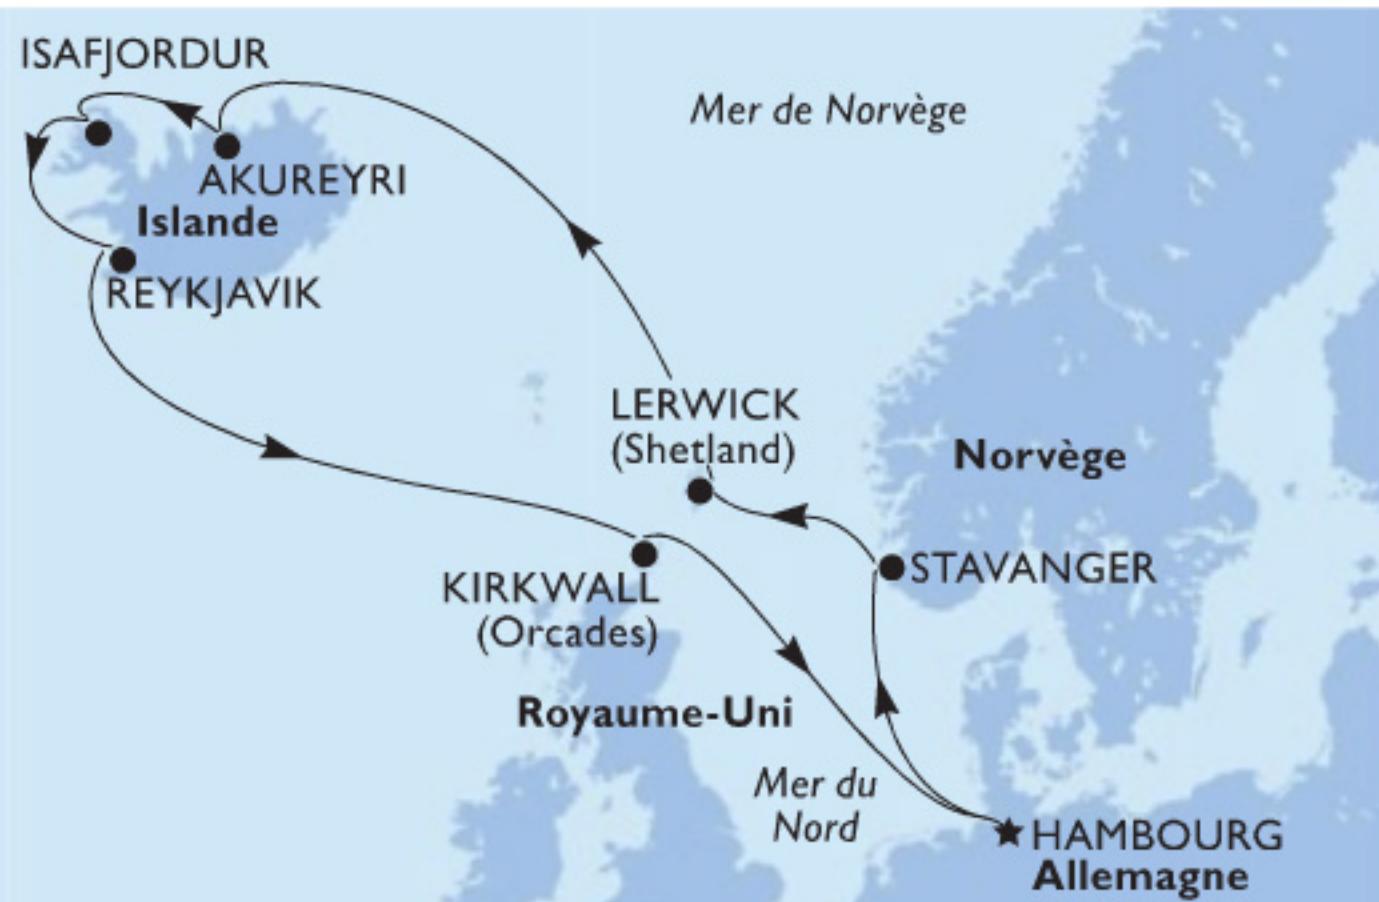 ISAFJORDUR
Mer de Norvège
AKUREYRI
Islande
REYKJAVIK
LERWICK
(Shetland)
Norvège
STAVANGER
KIRKWALL
(Orcades)
Royaume-Uni
Mer du
Nord
HAMBOURG
Allemagne